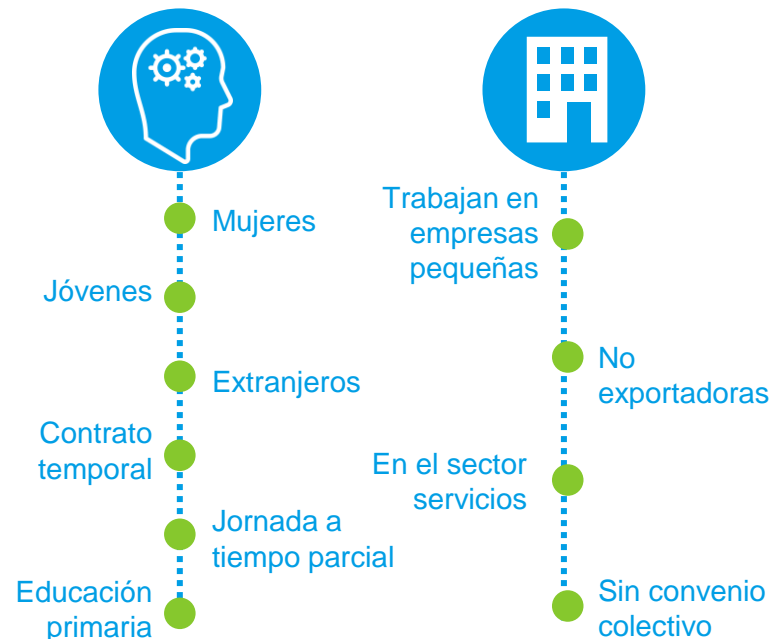 Mujeres
Jóvenes
Extranjeros
Contrato
temporal
Jornada a
tiempo parcial
Educación
primaria
Trabajan en
empresas
pequeñas
No
exportadoras
En el sector
servicios
Sin convenio
colectivo